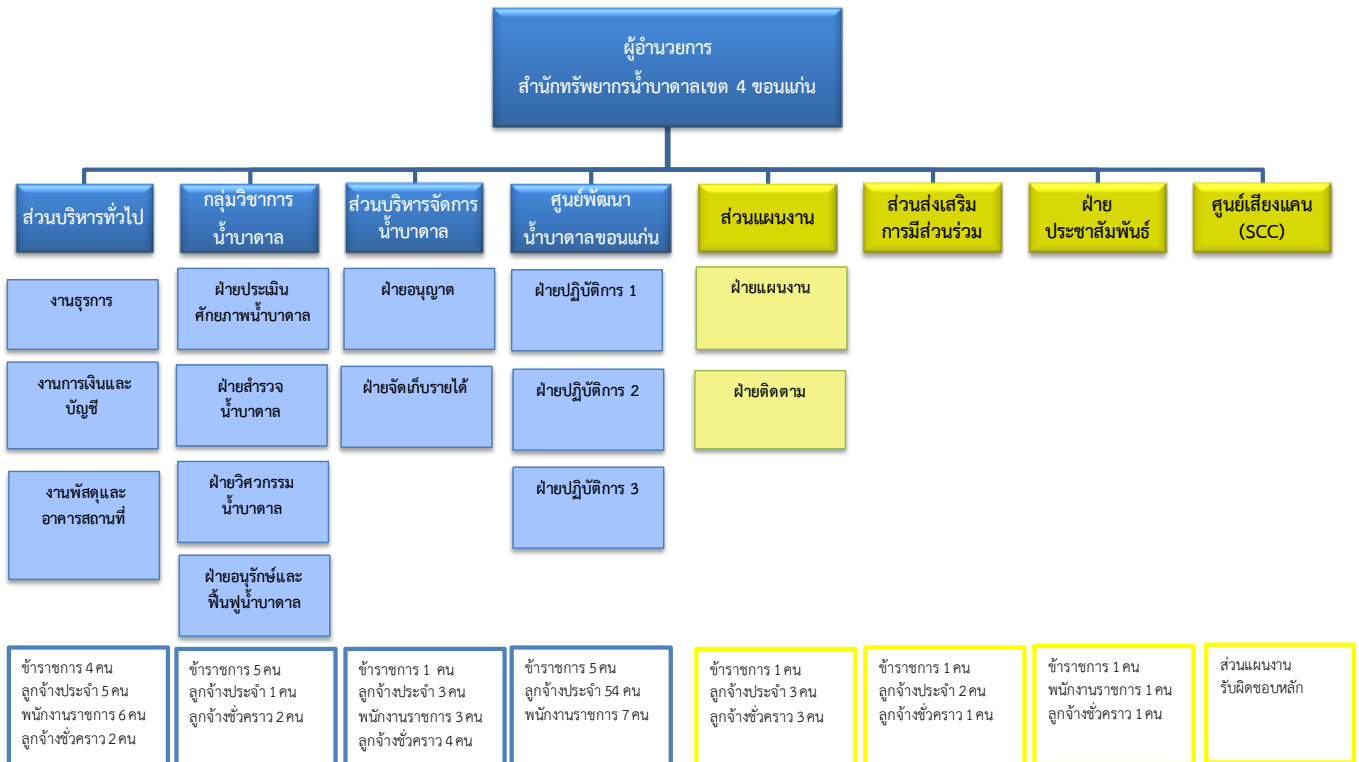 ผู้อำนวยการ
สำนักทรัพยากรน้ำบาดาลเขต 4 ขอนแก่น
ส่วนบริหารทั่วไป
กลุ่มวิชาการ
น้ำบาดาล
ส่วนบริหารจัดการ
น้ำบาดาล
ศูนย์พัฒนา
น้ำบาดาลขอนแก่น
ส่วนแผนงาน
ส่วนส่งเสริม
การมีส่วนร่วม
ฝ่าย
ประชาสัมพันธ์
ศูนย์เสียงแคน
(SCC)
งานธุรการ
งานการเงินและ
บัญชี
งานพัสดุและ
อาคารสถานที่
ฝ่ายประเมิน
ศักยภาพน้ำบาดาล
ฝ่ายสำรวจ
น้ำบาดาล
ฝ่ายวิศวกรรม
น้ำบาดาล
ฝ่ายอนุรักษ์และ
ฟื้นฟูน้ำบาดาล
ฝ่ายอนุญาต
ฝ่ายจัดเก็บรายได้
ฝ่ายปฏิบัติการ 1
ฝ่ายปฏิบัติการ 2
ฝ่ายปฏิบัติการ 3
ฝ่ายแผนงาน
ฝ่ายติดตาม
ข้าราชการ 4 คน
ลูกจ้างประจำ 5 คน
พนักงานราชการ 6 คน
ลูกจ้างชั่วคราว 2 คน
ข้าราชการ 5 คน
ลูกจ้างประจำ 1 คน
ลูกจ้างชั่วคราว 2 คน
ข้าราชการ 1 คน
ลูกจ้างประจำ 3 คน
พนักงานราชการ 3 คน
ลูกจ้างชั่วคราว 4 คน
ข้าราชการ 5 คน
ลูกจ้างประจำ 54 คน
พนักงานราชการ 7 คน
ข้าราชการ 1 คน
ลูกจ้างประจำ 3 คน
ลูกจ้างชั่วคราว 3 คน
ข้าราชการ 1 คน
ลูกจ้างประจำ 2 คน
ลูกจ้างชั่วคราว 1 คน
ข้าราชการ 1 คน
พนักงานราชการ 1 คน
ลูกจ้างชั่วคราว 1 คน
ส่วนแผนงาน
รับผิดชอบหลัก